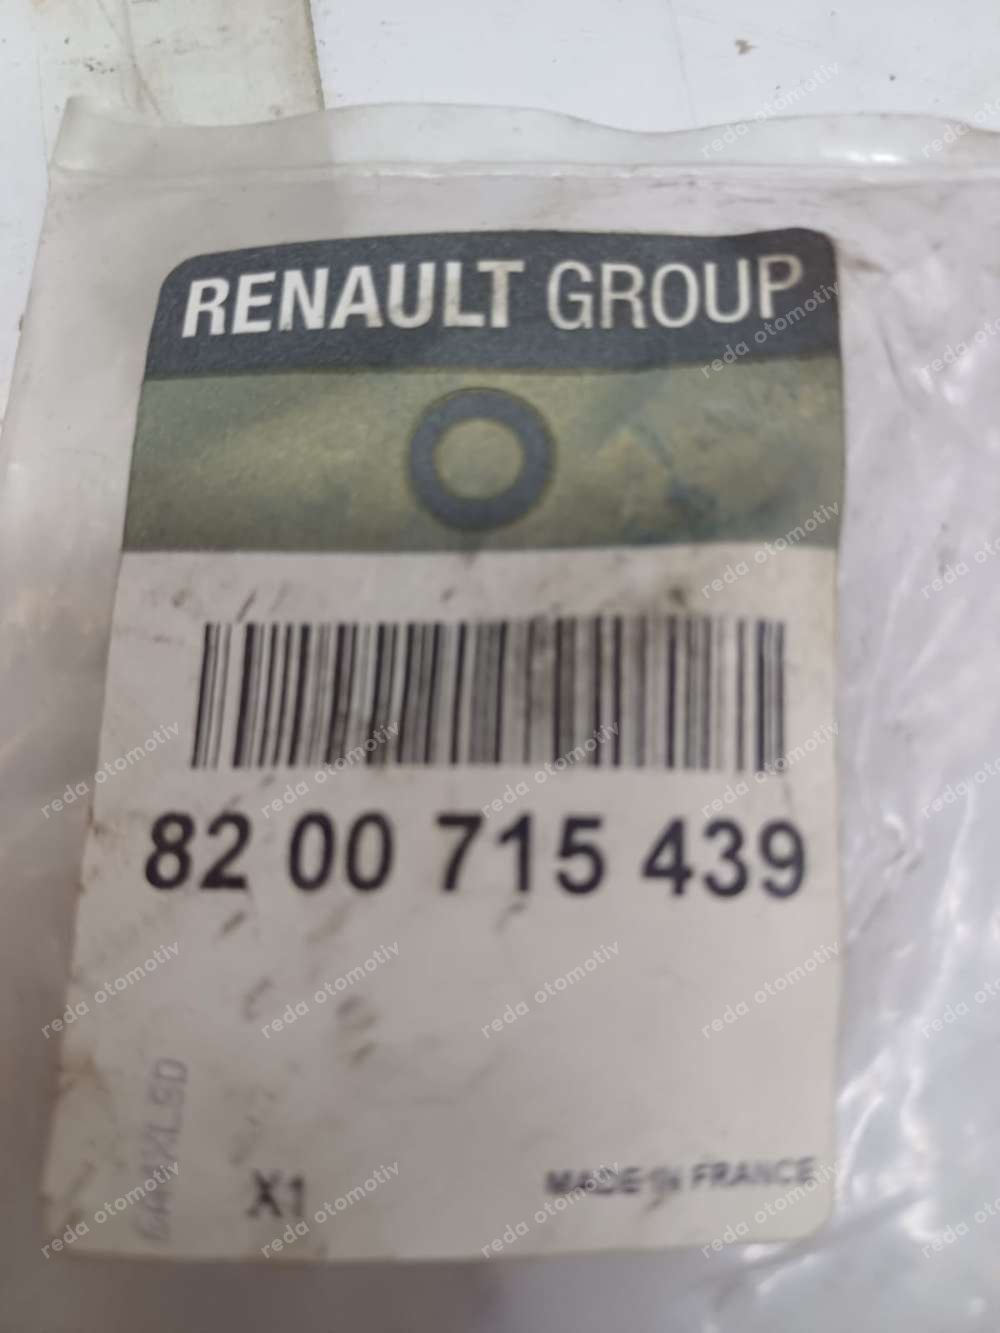 RENAULT GROUP
82 00 715 439
X1
MADE IN FRANCE
reda otomotiv